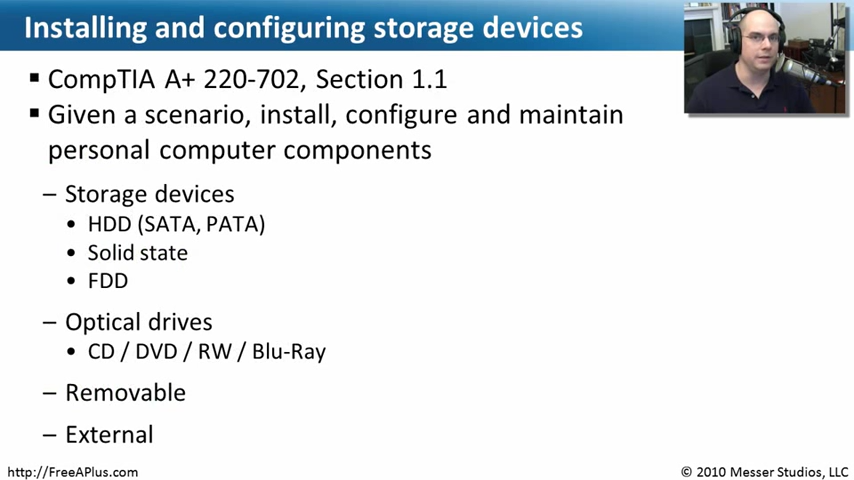 Installing and configuring storage devices
▪ CompTIA A+ 220-702, Section 1.1
▪ Given a scenario, install, configure and maintain
personal computer components
– Storage devices
• HDD (SATA, PATA)
• Solid state
• FDD
– Optical drives
• CD / DVD / RW / Blu-Ray
– Removable
– External
http://FreeAPlus.com
© 2010 Messer Studios, LLC